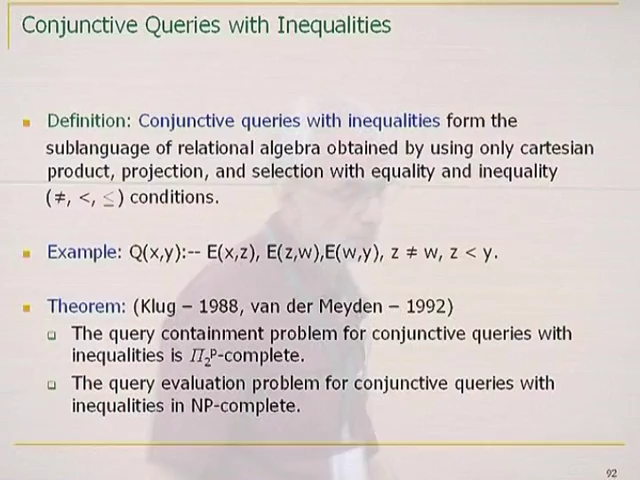 Conjunctive Queries with Inequalities
Definition: Conjunctive queries with inequalities form the
sublanguage of relational algebra obtained by using only cartesian
product, projection, and selection with equality and inequality
(≠, <, ≤) conditions.
Example: Q(x,y):-- E(x,z), E(z,w),E(w,y), z ≠ w, z < y.
Theorem: (Klug – 1988, van der Meyden – 1992)
The query containment problem for conjunctive queries with
inequalities is Π₂ᵖ-complete.
The query evaluation problem for conjunctive queries with
inequalities in NP-complete.
92